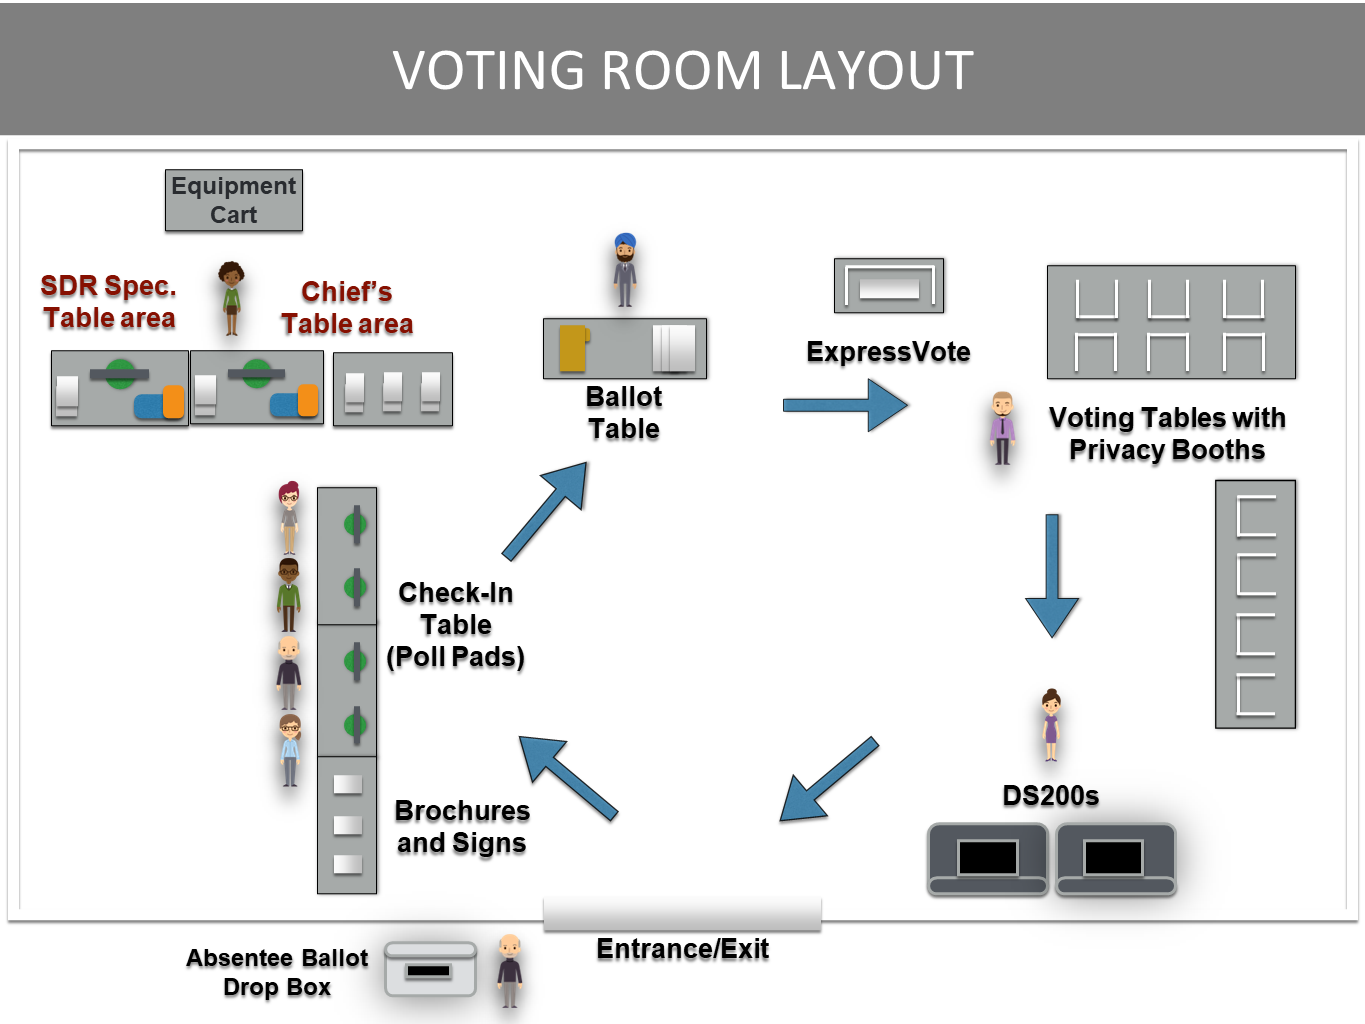 VOTING ROOM LAYOUT
Equipment
Cart
SDR Spec.
Table area
Chief's
Table area
Ballot
Table
ExpressVote
Voting Tables with
Privacy Booths
Check-In
Table
(Poll Pads)
Brochures
and Signs
DS200s
Entrance/Exit
Absentee Ballot
Drop Box